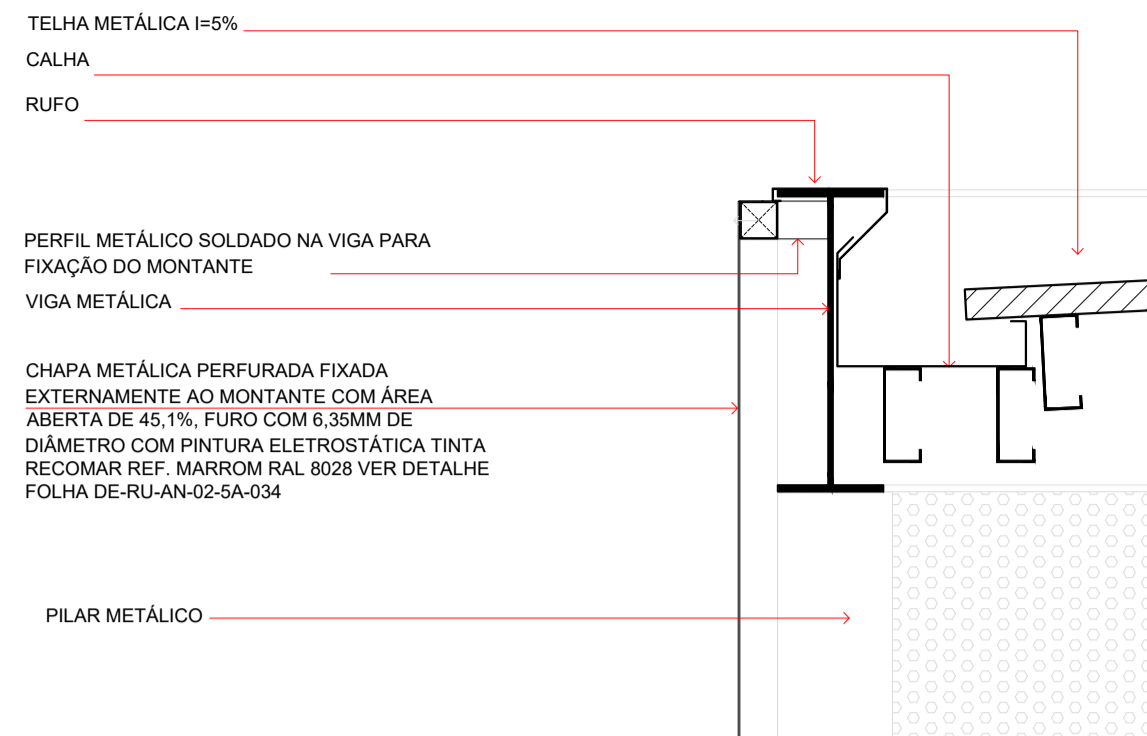 TELHA METÁLICA I=5%
CALHA
RUFO
PERFIL METÁLICO SOLDADO NA VIGA PARA
FIXAÇÃO DO MONTANTE
VIGA METÁLICA
CHAPA METÁLICA PERFURADA FIXADA
EXTERNAMENTE AO MONTANTE COM ÁREA
ABERTA DE 45,1%, FURO COM 6,35MM DE
DIÂMETRO COM PINTURA ELETROSTÁTICA TINTA
RECOMAR REF. MARROM RAL 8028 VER DETALHE
FOLHA DE-RU-AN-02-5A-034
PILAR METÁLICO